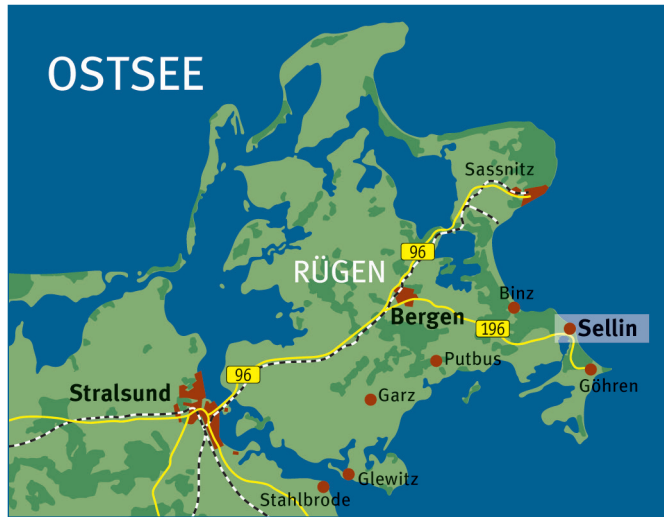 OSTSEE
Sassnitz
96
RÜGEN
Binz
Bergen
196
Sellin
Putbus
96
Göhren
Stralsund
Garz
Glewitz
Stahlbrode